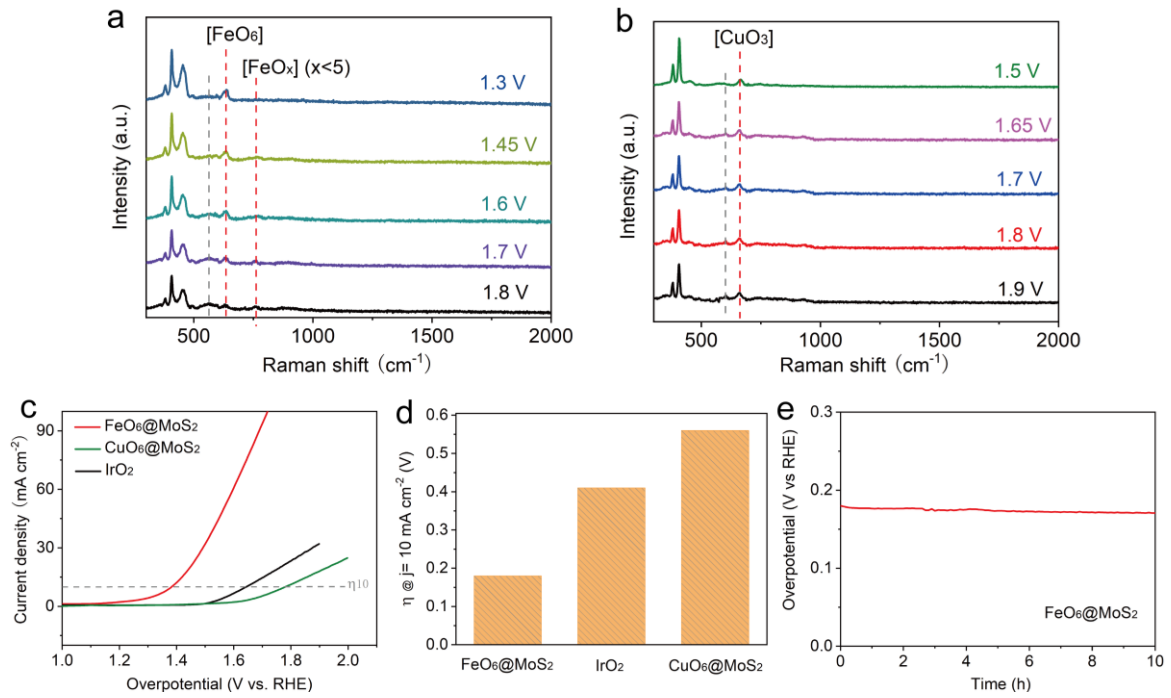 a
[FeO₆]
[FeOₓ] (x<5)
1.3 V
1.45 V
1.6 V
1.7 V
1.8 V
Intensity (a.u.)
500 1000 1500 2000
Raman shift (cm⁻¹)
b
[CuO₃]
1.5 V
1.65 V
1.7 V
1.8 V
1.9 V
Intensity (a.u.)
500 1000 1500 2000
Raman shift (cm⁻¹)
c
FeO₆@MoS₂
CuO₆@MoS₂
IrO₂
η10
Current density (mA cm⁻²)
90
60
30
0
1.0 1.2 1.4 1.6 1.8 2.0
Overpotential (V vs. RHE)
d
η @ j= 10 mA cm⁻² (V)
0.6
0.5
0.4
0.3
0.2
0.1
0.0
FeO₆@MoS₂ IrO₂ CuO₆@MoS₂
e
Overpotential (V vs RHE)
0.3
0.2
0.1
0.0
FeO₆@MoS₂
0 2 4 6 8 10
Time (h)